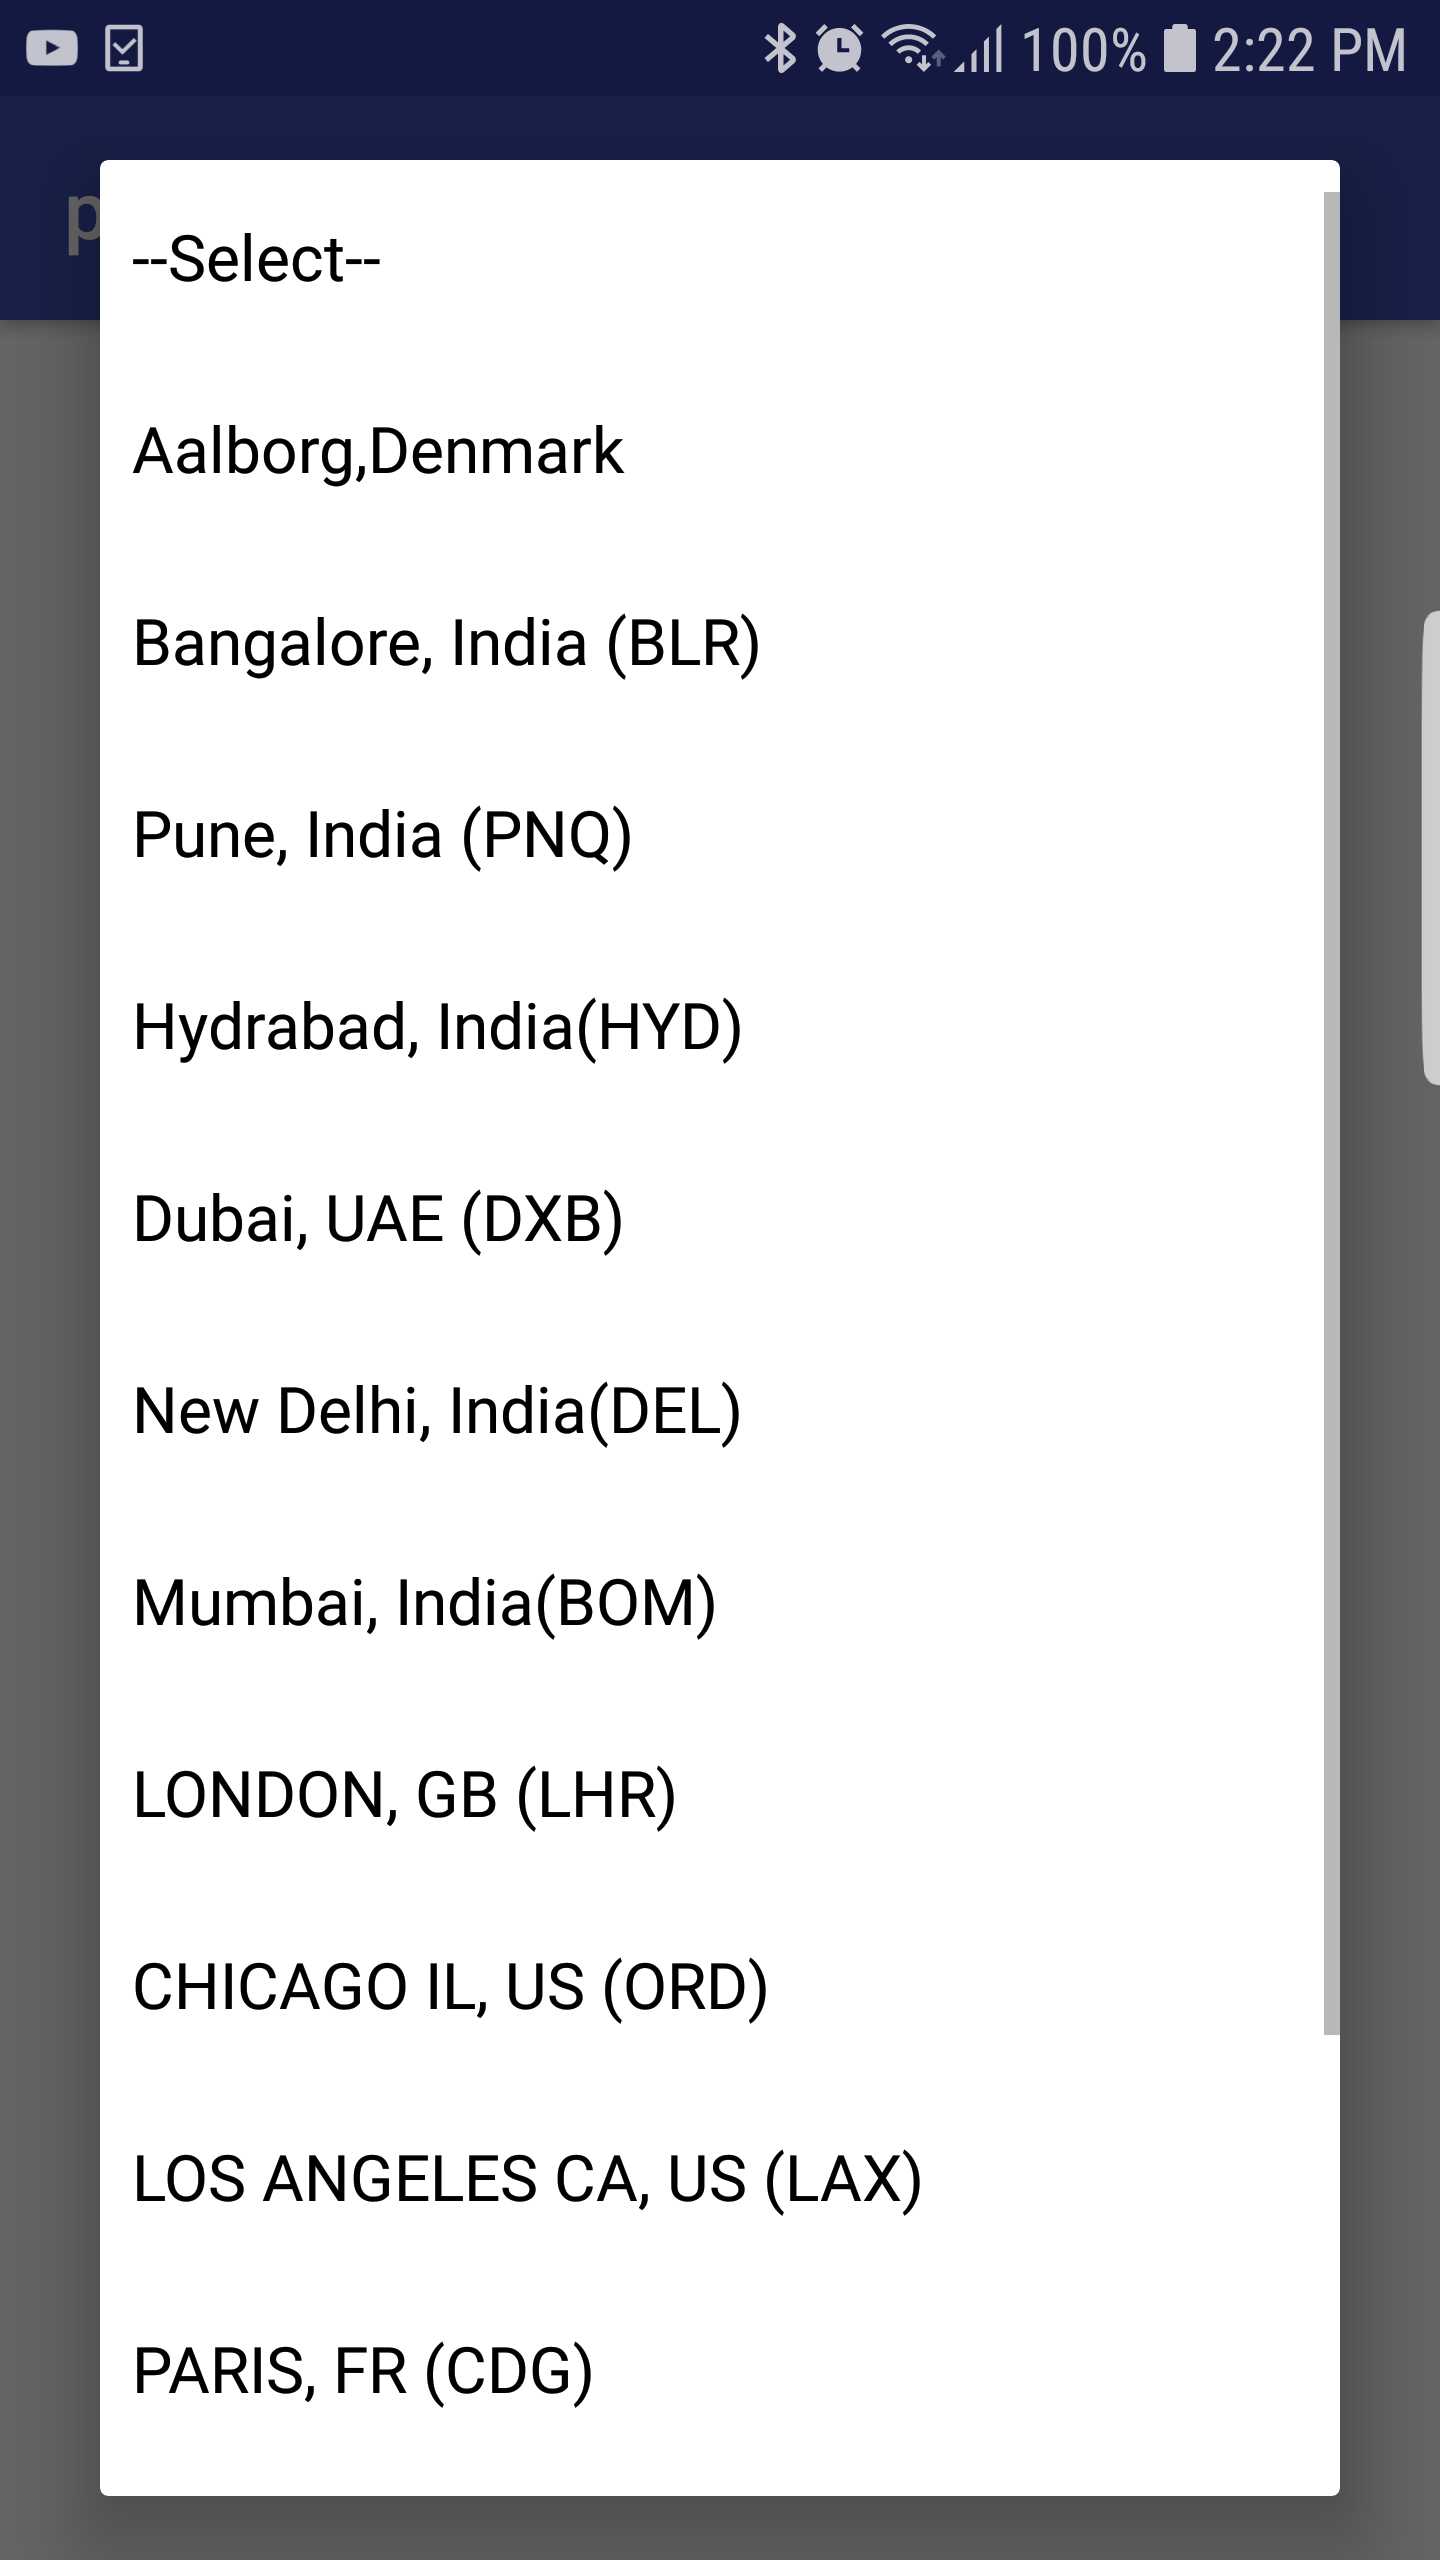 100% 2:22 PM
p
--Select--
Aalborg,Denmark
Bangalore, India (BLR)
Pune, India (PNQ)
Hydrabad, India(HYD)
Dubai, UAE (DXB)
New Delhi, India(DEL)
Mumbai, India(BOM)
LONDON, GB (LHR)
CHICAGO IL, US (ORD)
LOS ANGELES CA, US (LAX)
PARIS, FR (CDG)